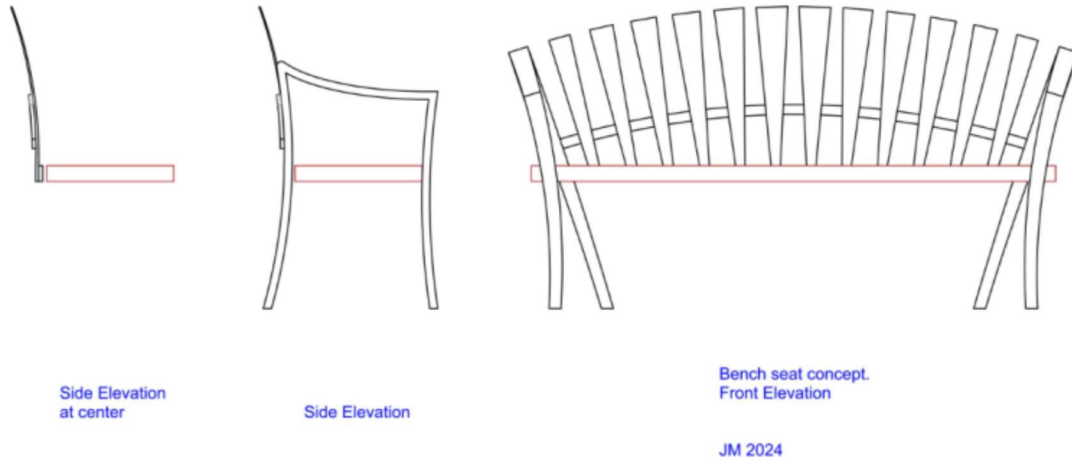 Side Elevation
at center
Side Elevation
Bench seat concept.
Front Elevation
JM 2024